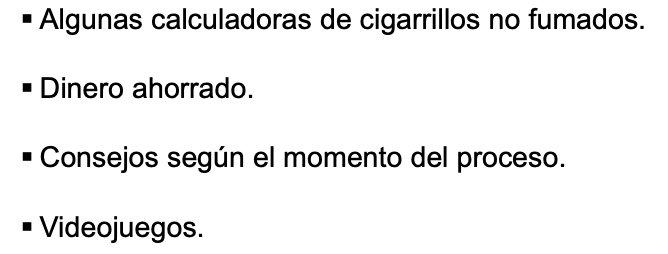 ▪ Algunas calculadoras de cigarrillos no fumados.
▪ Dinero ahorrado.
▪ Consejos según el momento del proceso.
▪ Videojuegos.